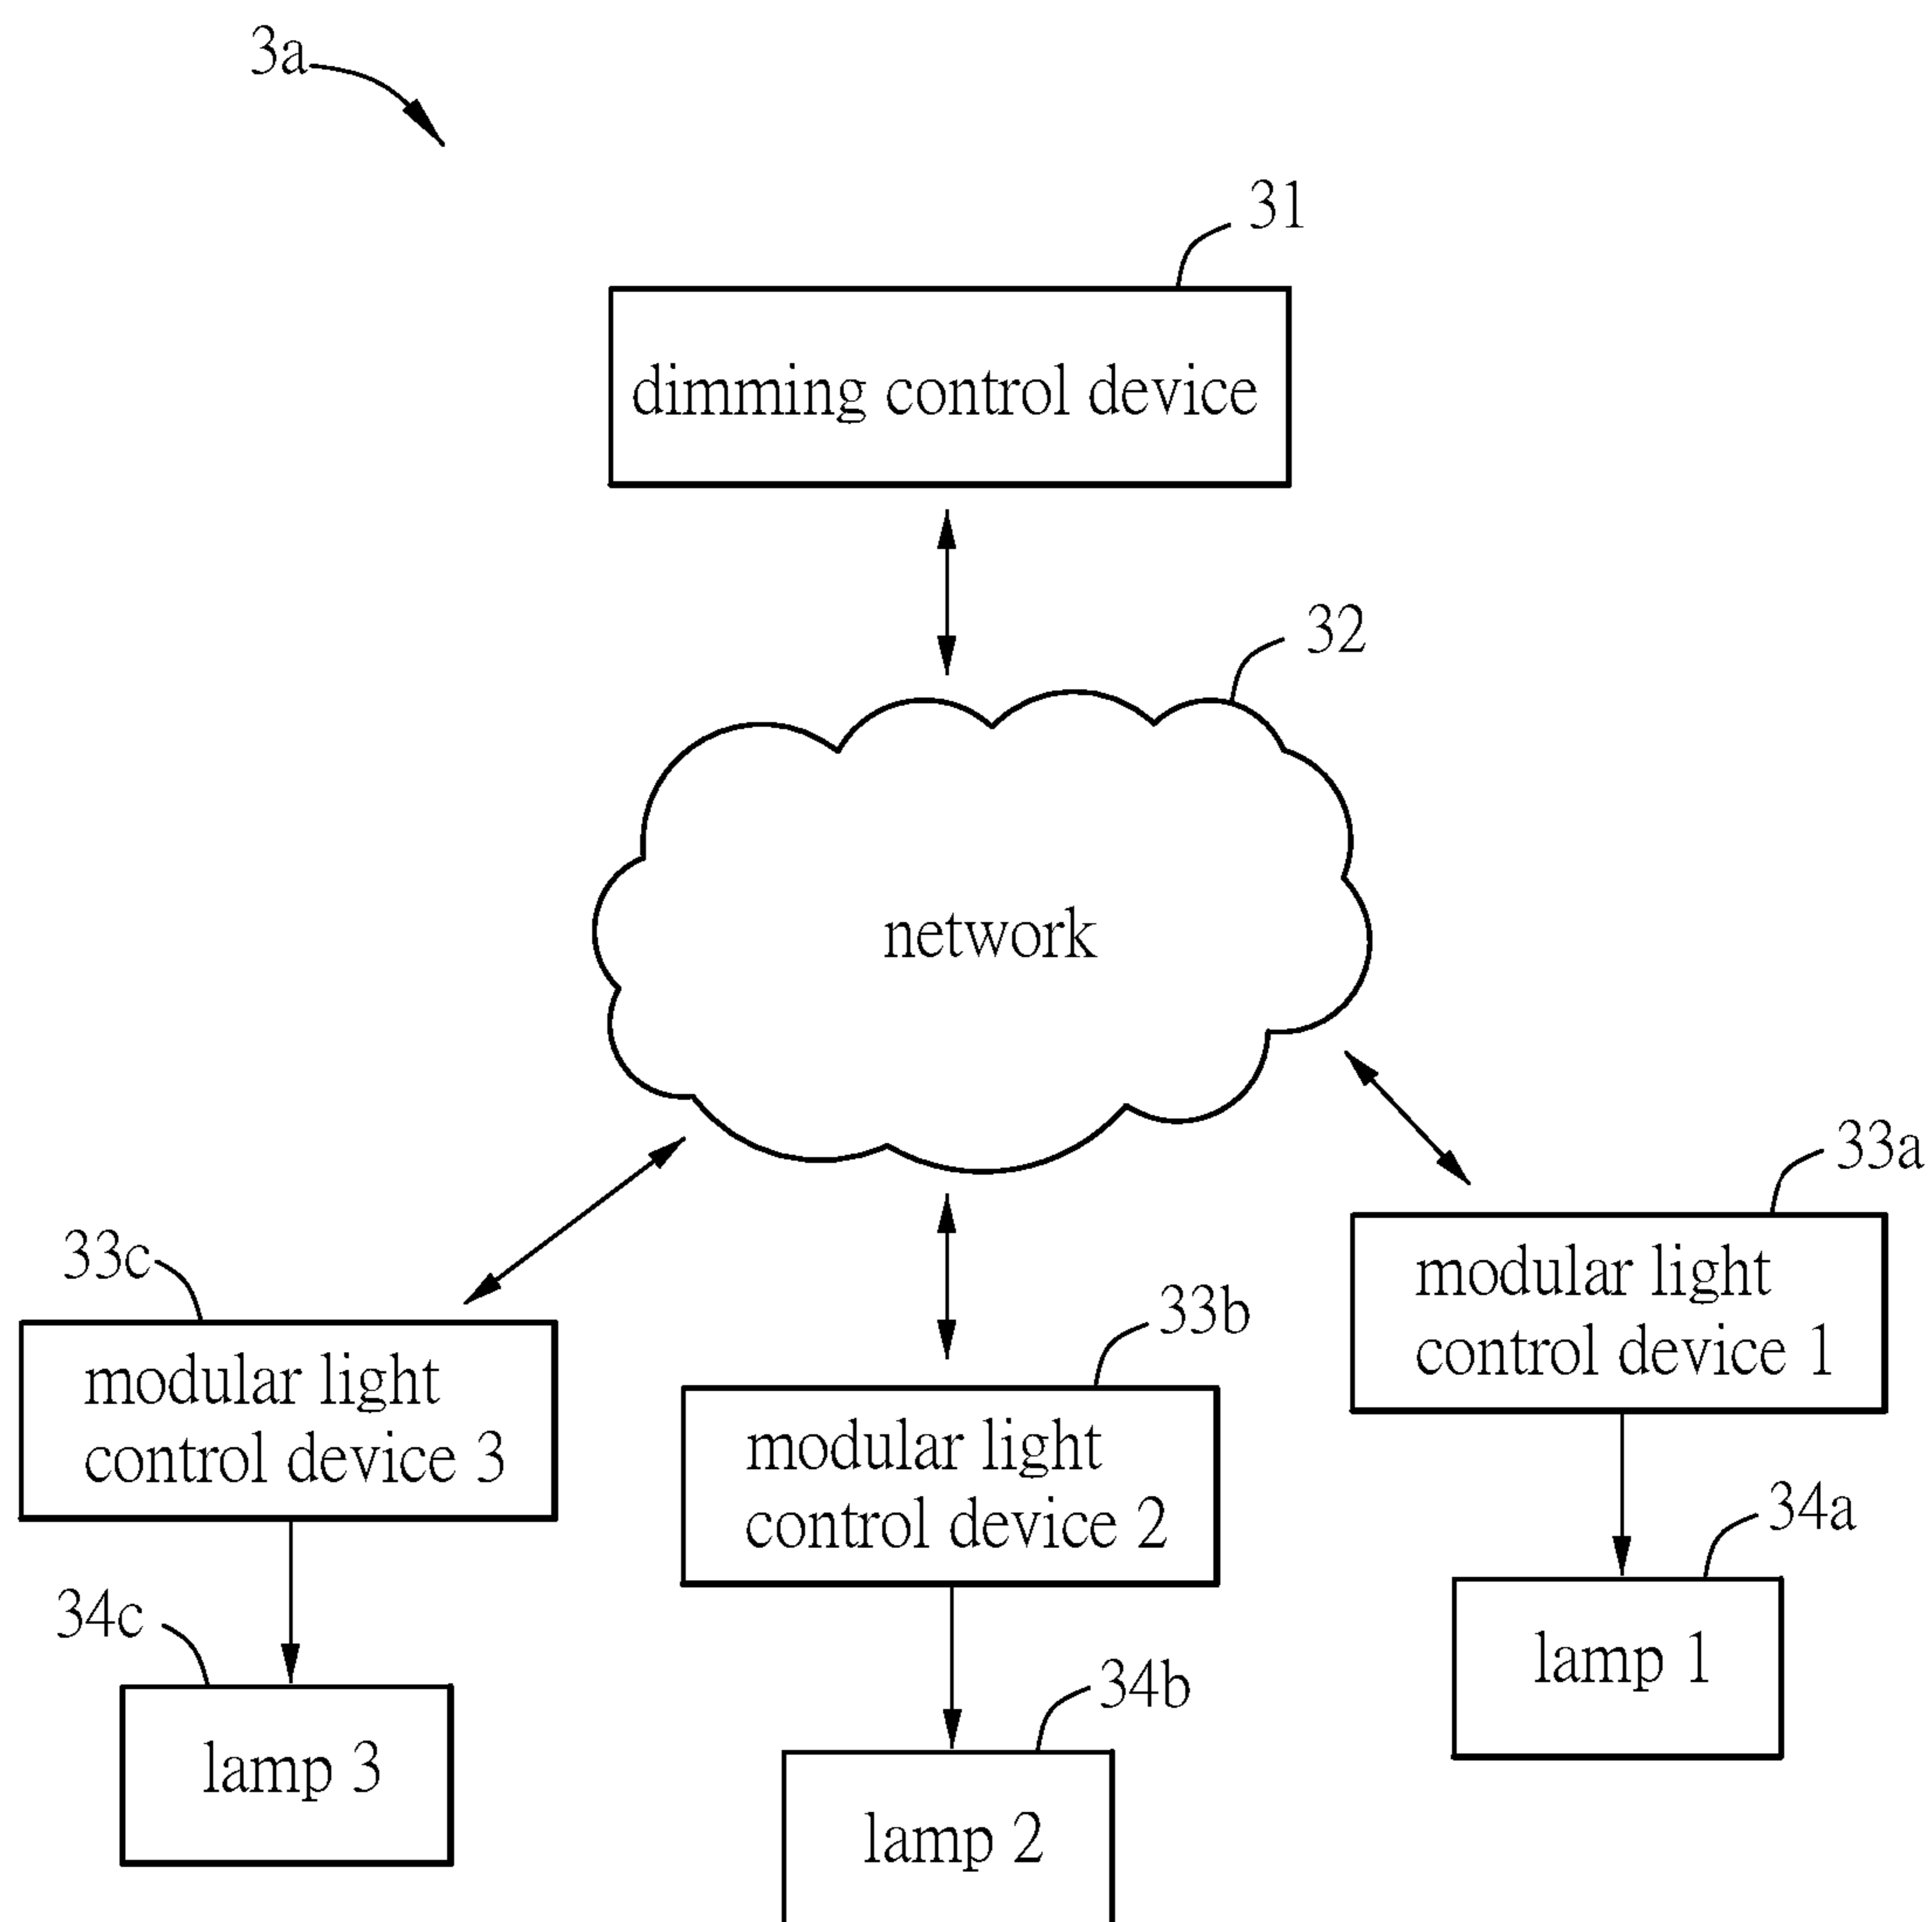 3a
31
dimming control device
32
network
33a
modular light
control device 1
33c
modular light
control device 3
33b
modular light
control device 2
34a
lamp 1
34c
lamp 3
34b
lamp 2